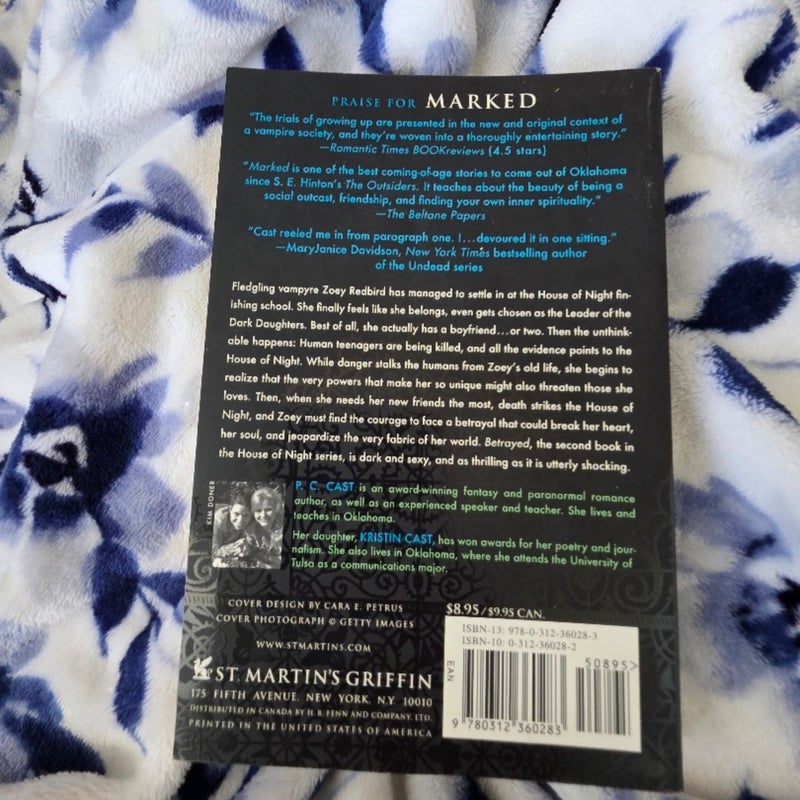 PRAISE FOR MARKED
"The trials of growing up are presented in the new and original context of
a vampire society, and they're woven into a thoroughly entertaining story."
—Romantic Times BOOKreviews (4.5 stars)
"Marked is one of the best coming-of-age stories to come out of Oklahoma
since S. E. Hinton's The Outsiders. It teaches about the beauty of being a
social outcast, friendship, and finding your own inner spirituality."
—The Beltane Papers
"Cast reeled me in from paragraph one. I...devoured it in one sitting."
—MaryJanice Davidson, New York Times bestselling author
of the Undead series
Fledgling vampyre Zoey Redbird has managed to settle in at the House of Night fin-
ishing school. She finally feels like she belongs, even gets chosen as the Leader of the
Dark Daughters. Best of all, she actually has a boyfriend...or two. Then the unthink-
able happens: Human teenagers are being killed, and all the evidence points to the
House of Night. While danger stalks the humans from Zoey's old life, she begins to
realize that the very powers that make her so unique might also threaten those she
loves. Then, when she needs her new friends the most, death strikes the House of
Night, and Zoey must find the courage to face a betrayal that could break her heart,
her soul, and jeopardize the very fabric of her world. Betrayed, the second book in
the House of Night series, is dark and sexy, and as thrilling as it is utterly shocking.
KIM DONER
P. C. CAST is an award-winning fantasy and paranormal romance
author, as well as an experienced speaker and teacher. She lives and
teaches in Oklahoma.
Her daughter, KRISTIN CAST, has won awards for her poetry and jour-
nalism. She also lives in Oklahoma, where she attends the University of
Tulsa as a communications major.
COVER DESIGN BY CARA E. PETRUS
COVER PHOTOGRAPH © GETTY IMAGES
WWW.STMARTINS.COM
ST. MARTIN'S GRIFFIN
175 FIFTH AVENUE, NEW YORK, N.Y. 10010
DISTRIBUTED IN CANADA BY H. B. FENN AND COMPANY, LTD.
PRINTED IN THE UNITED STATES OF AMERICA
$8.95/$9.95 CAN.
ISBN-13: 978-0-312-36028-3
ISBN-10: 0-312-36028-2
50895>
EAN
9 780312 360283